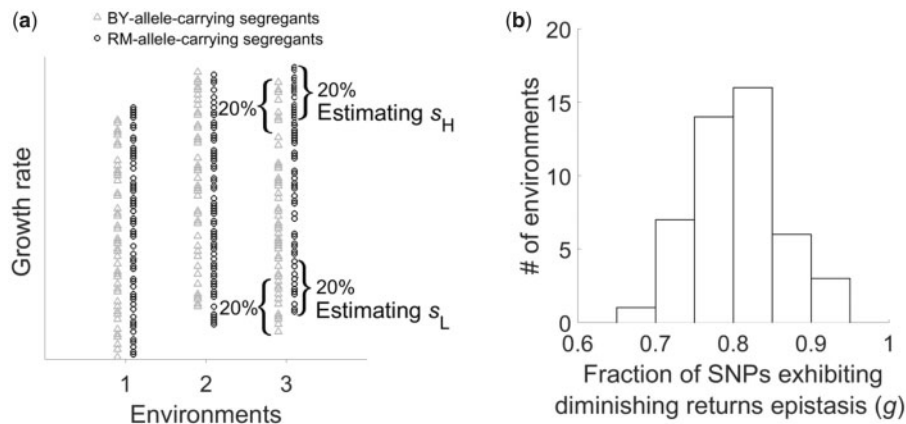 (a)
BY-allele-carrying segregants
RM-allele-carrying segregants
Growth rate
20%
20%
Estimating sH
20%
20%
Estimating sL
1
2
3
Environments
(b)
# of environments
20
15
10
5
0
0.6
0.7
0.8
0.9
1
Fraction of SNPs exhibiting
diminishing returns epistasis (g)